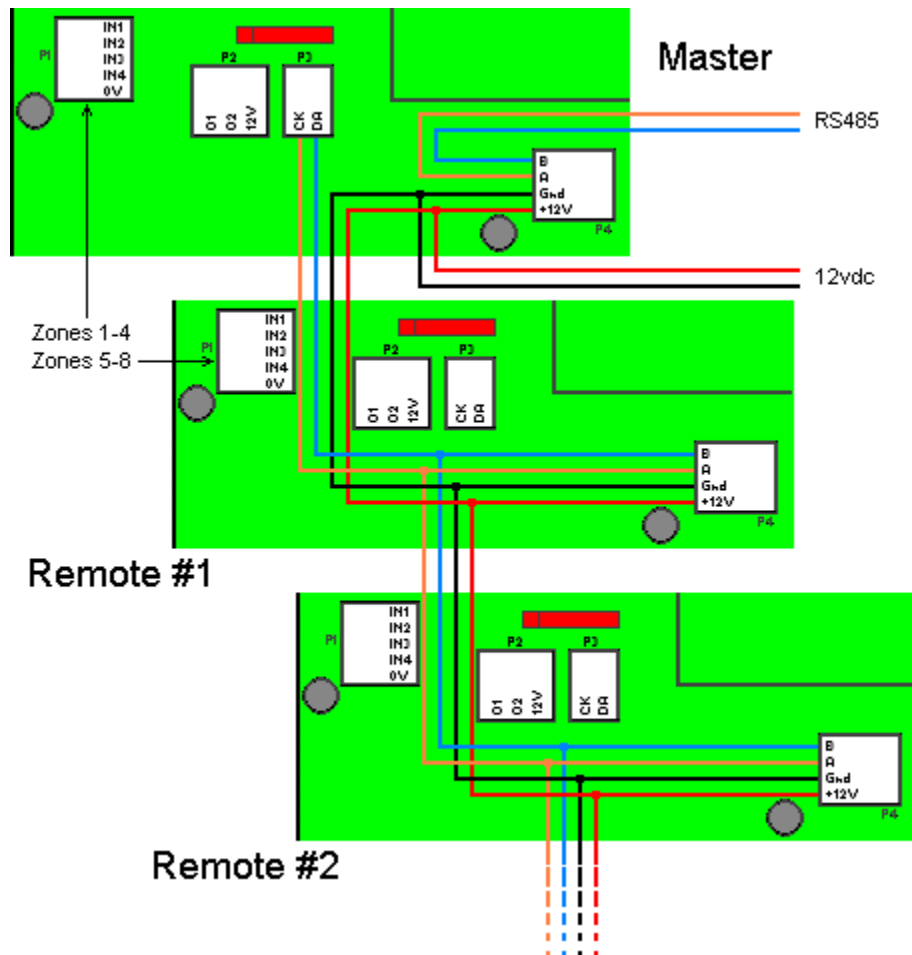 Master
IN1
IN2
IN3
IN4
0V
P1
P2
P3
O1
O2
12V
CK
DA
RS485
B
A
Gnd
+12V
P4
12vdc
Zones 1-4
Zones 5-8
P1
IN1
IN2
IN3
IN4
0V
P2
P3
O1
O2
12V
CK
DA
B
A
Gnd
+12V
P4
Remote #1
P1
IN1
IN2
IN3
IN4
0V
P2
P3
O1
O2
12V
CK
DA
B
A
Gnd
+12V
P4
Remote #2